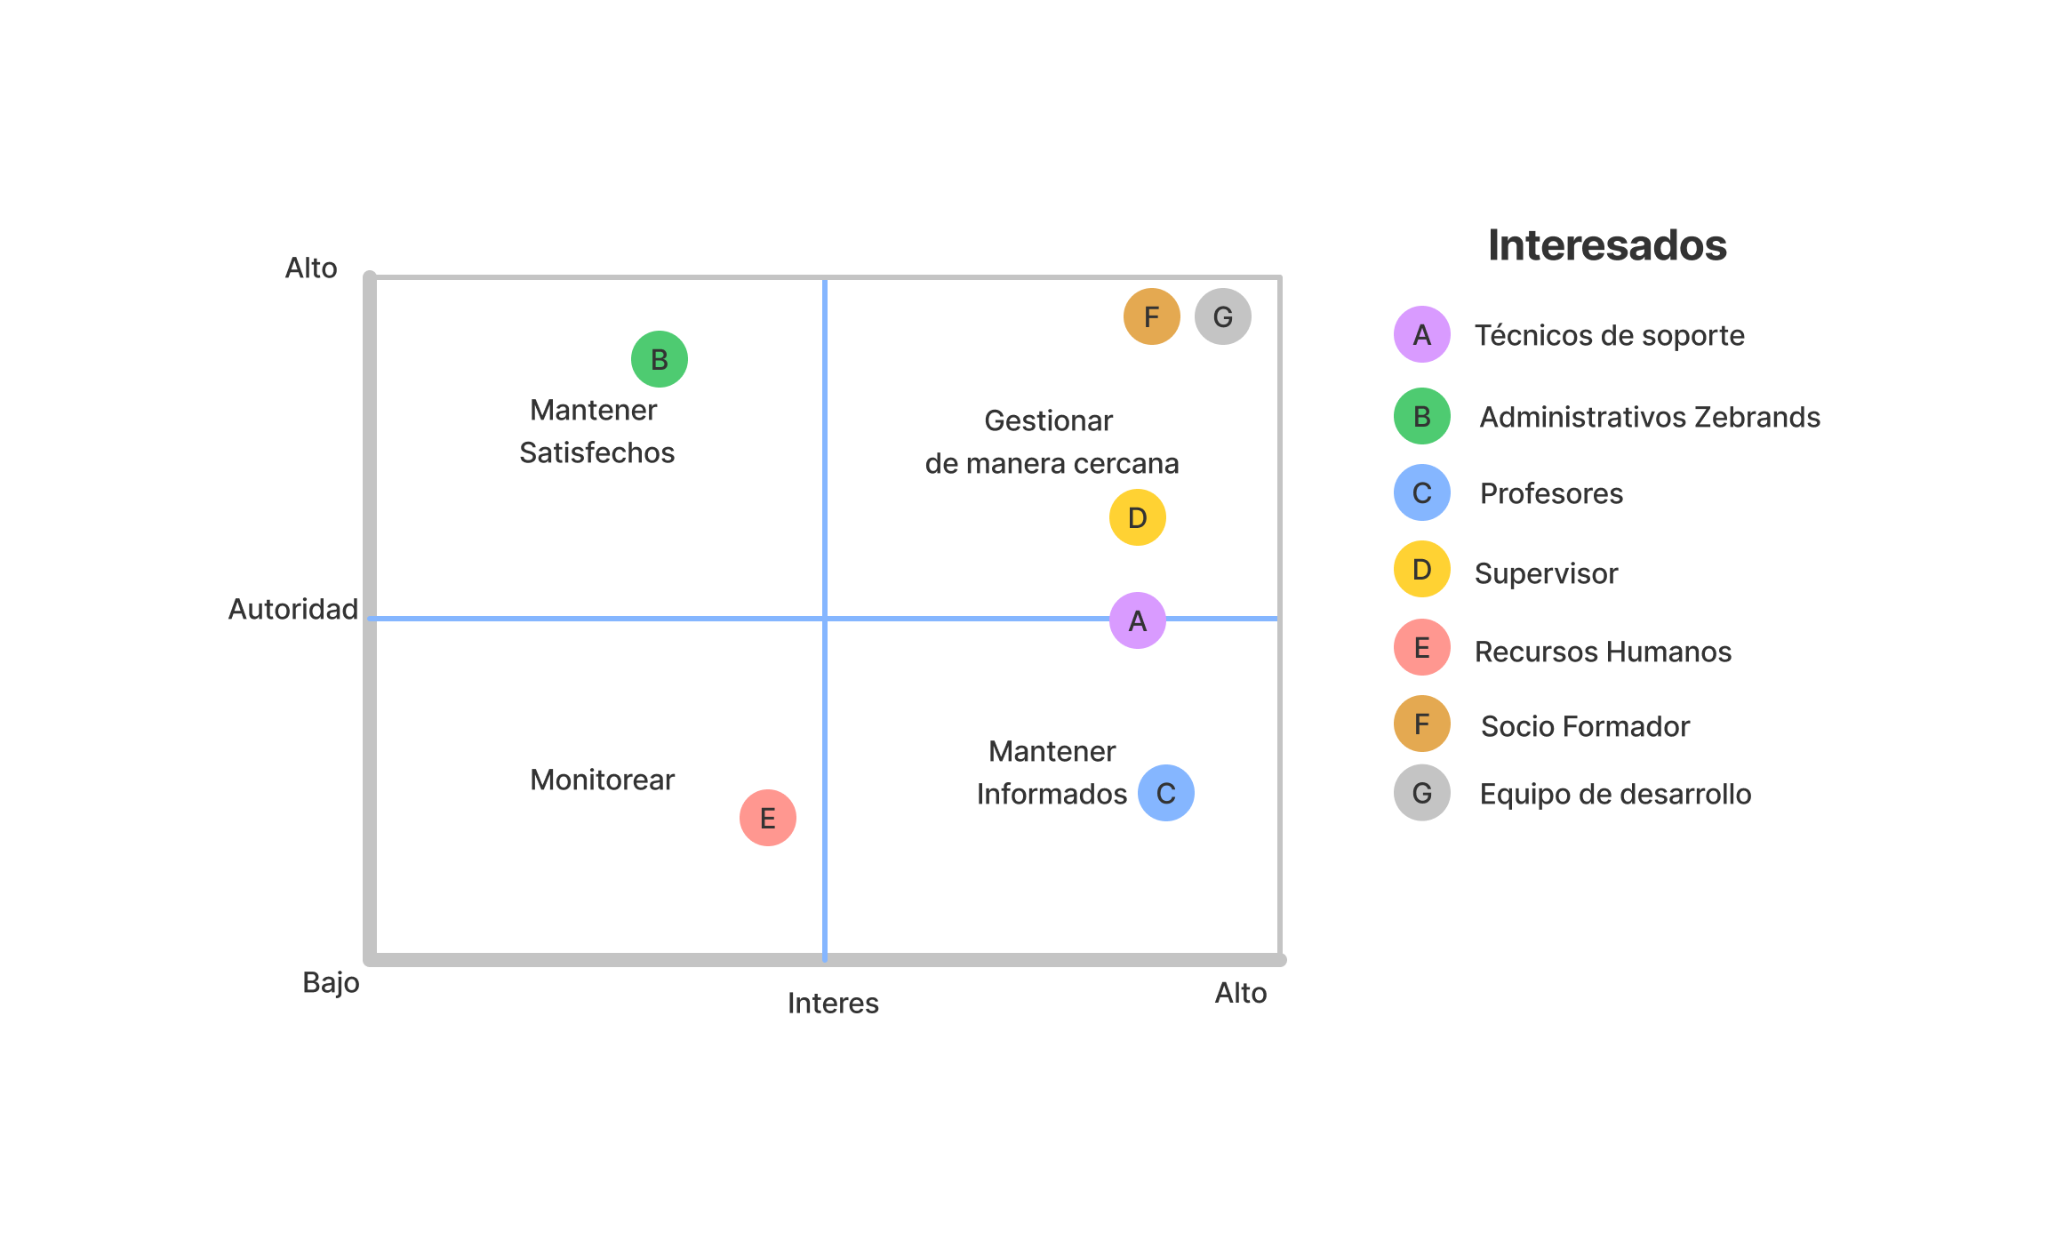 Interesados
Alto
F
G
A
Técnicos de soporte
B
Mantener
Satisfechos
Gestionar
de manera cercana
B
Administrativos Zebrands
C
Profesores
D
D
Supervisor
Autoridad
A
E
Recursos Humanos
F
Socio Formador
Monitorear
E
Mantener
Informados
C
G
Equipo de desarrollo
Bajo
Interes
Alto